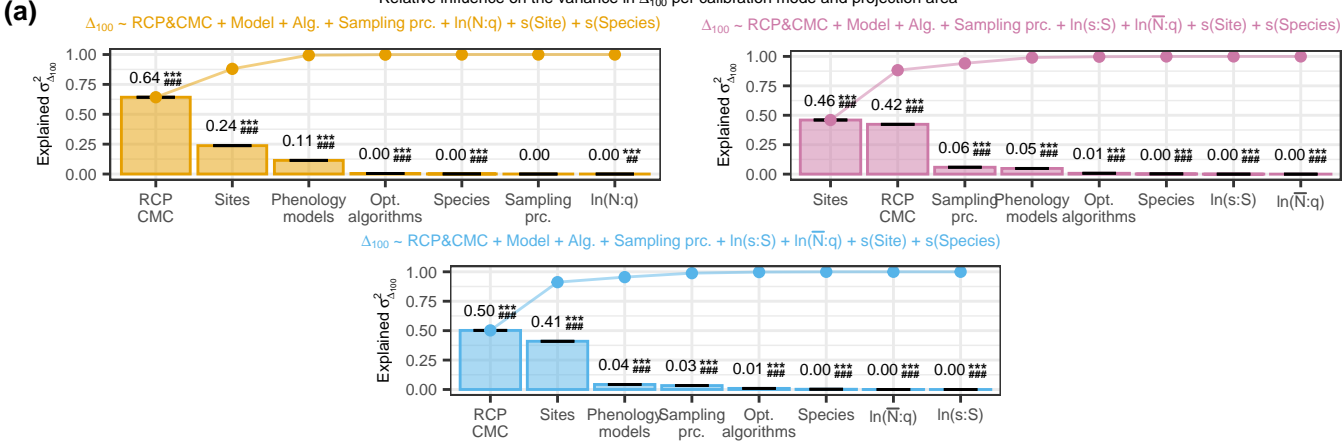 Relative influence on the variance in Δ100 per calibration mode and projection area
(a)
Δ100 ~ RCP&CMC + Model + Alg. + Sampling prc. + ln(N:q) + s(Site) + s(Species)
Explained σ²Δ100
1.00
0.75
0.50
0.25
0.00
0.64 *** ###
0.24 *** ###
0.11 *** ###
0.00 *** ###
0.00 *** ###
0.00
0.00 *** ##
RCP CMC
Sites
Phenology models
Opt. algorithms
Species
Sampling prc.
ln(N:q)
Δ100 ~ RCP&CMC + Model + Alg. + Sampling prc. + ln(s:S) + ln(N̅:q) + s(Site) + s(Species)
Explained σ²Δ100
1.00
0.75
0.50
0.25
0.00
0.46 *** ###
0.42 *** ###
0.06 *** ###
0.05 *** ###
0.01 *** ###
0.00 *** ###
0.00 *** ###
0.00 *** ###
Sites
RCP CMC
Sampling prc.
Phenology models
Opt. algorithms
Species
ln(s:S)
ln(N̅:q)
Δ100 ~ RCP&CMC + Model + Alg. + Sampling prc. + ln(s:S) + ln(N̅:q) + s(Site) + s(Species)
Explained σ²Δ100
1.00
0.75
0.50
0.25
0.00
0.50 *** ###
0.41 *** ###
0.04 *** ###
0.03 *** ###
0.01 *** ###
0.00 *** ###
0.00 *** ###
0.00 *** ###
RCP CMC
Sites
Phenology models
Sampling prc.
Opt. algorithms
Species
ln(N̅:q)
ln(s:S)